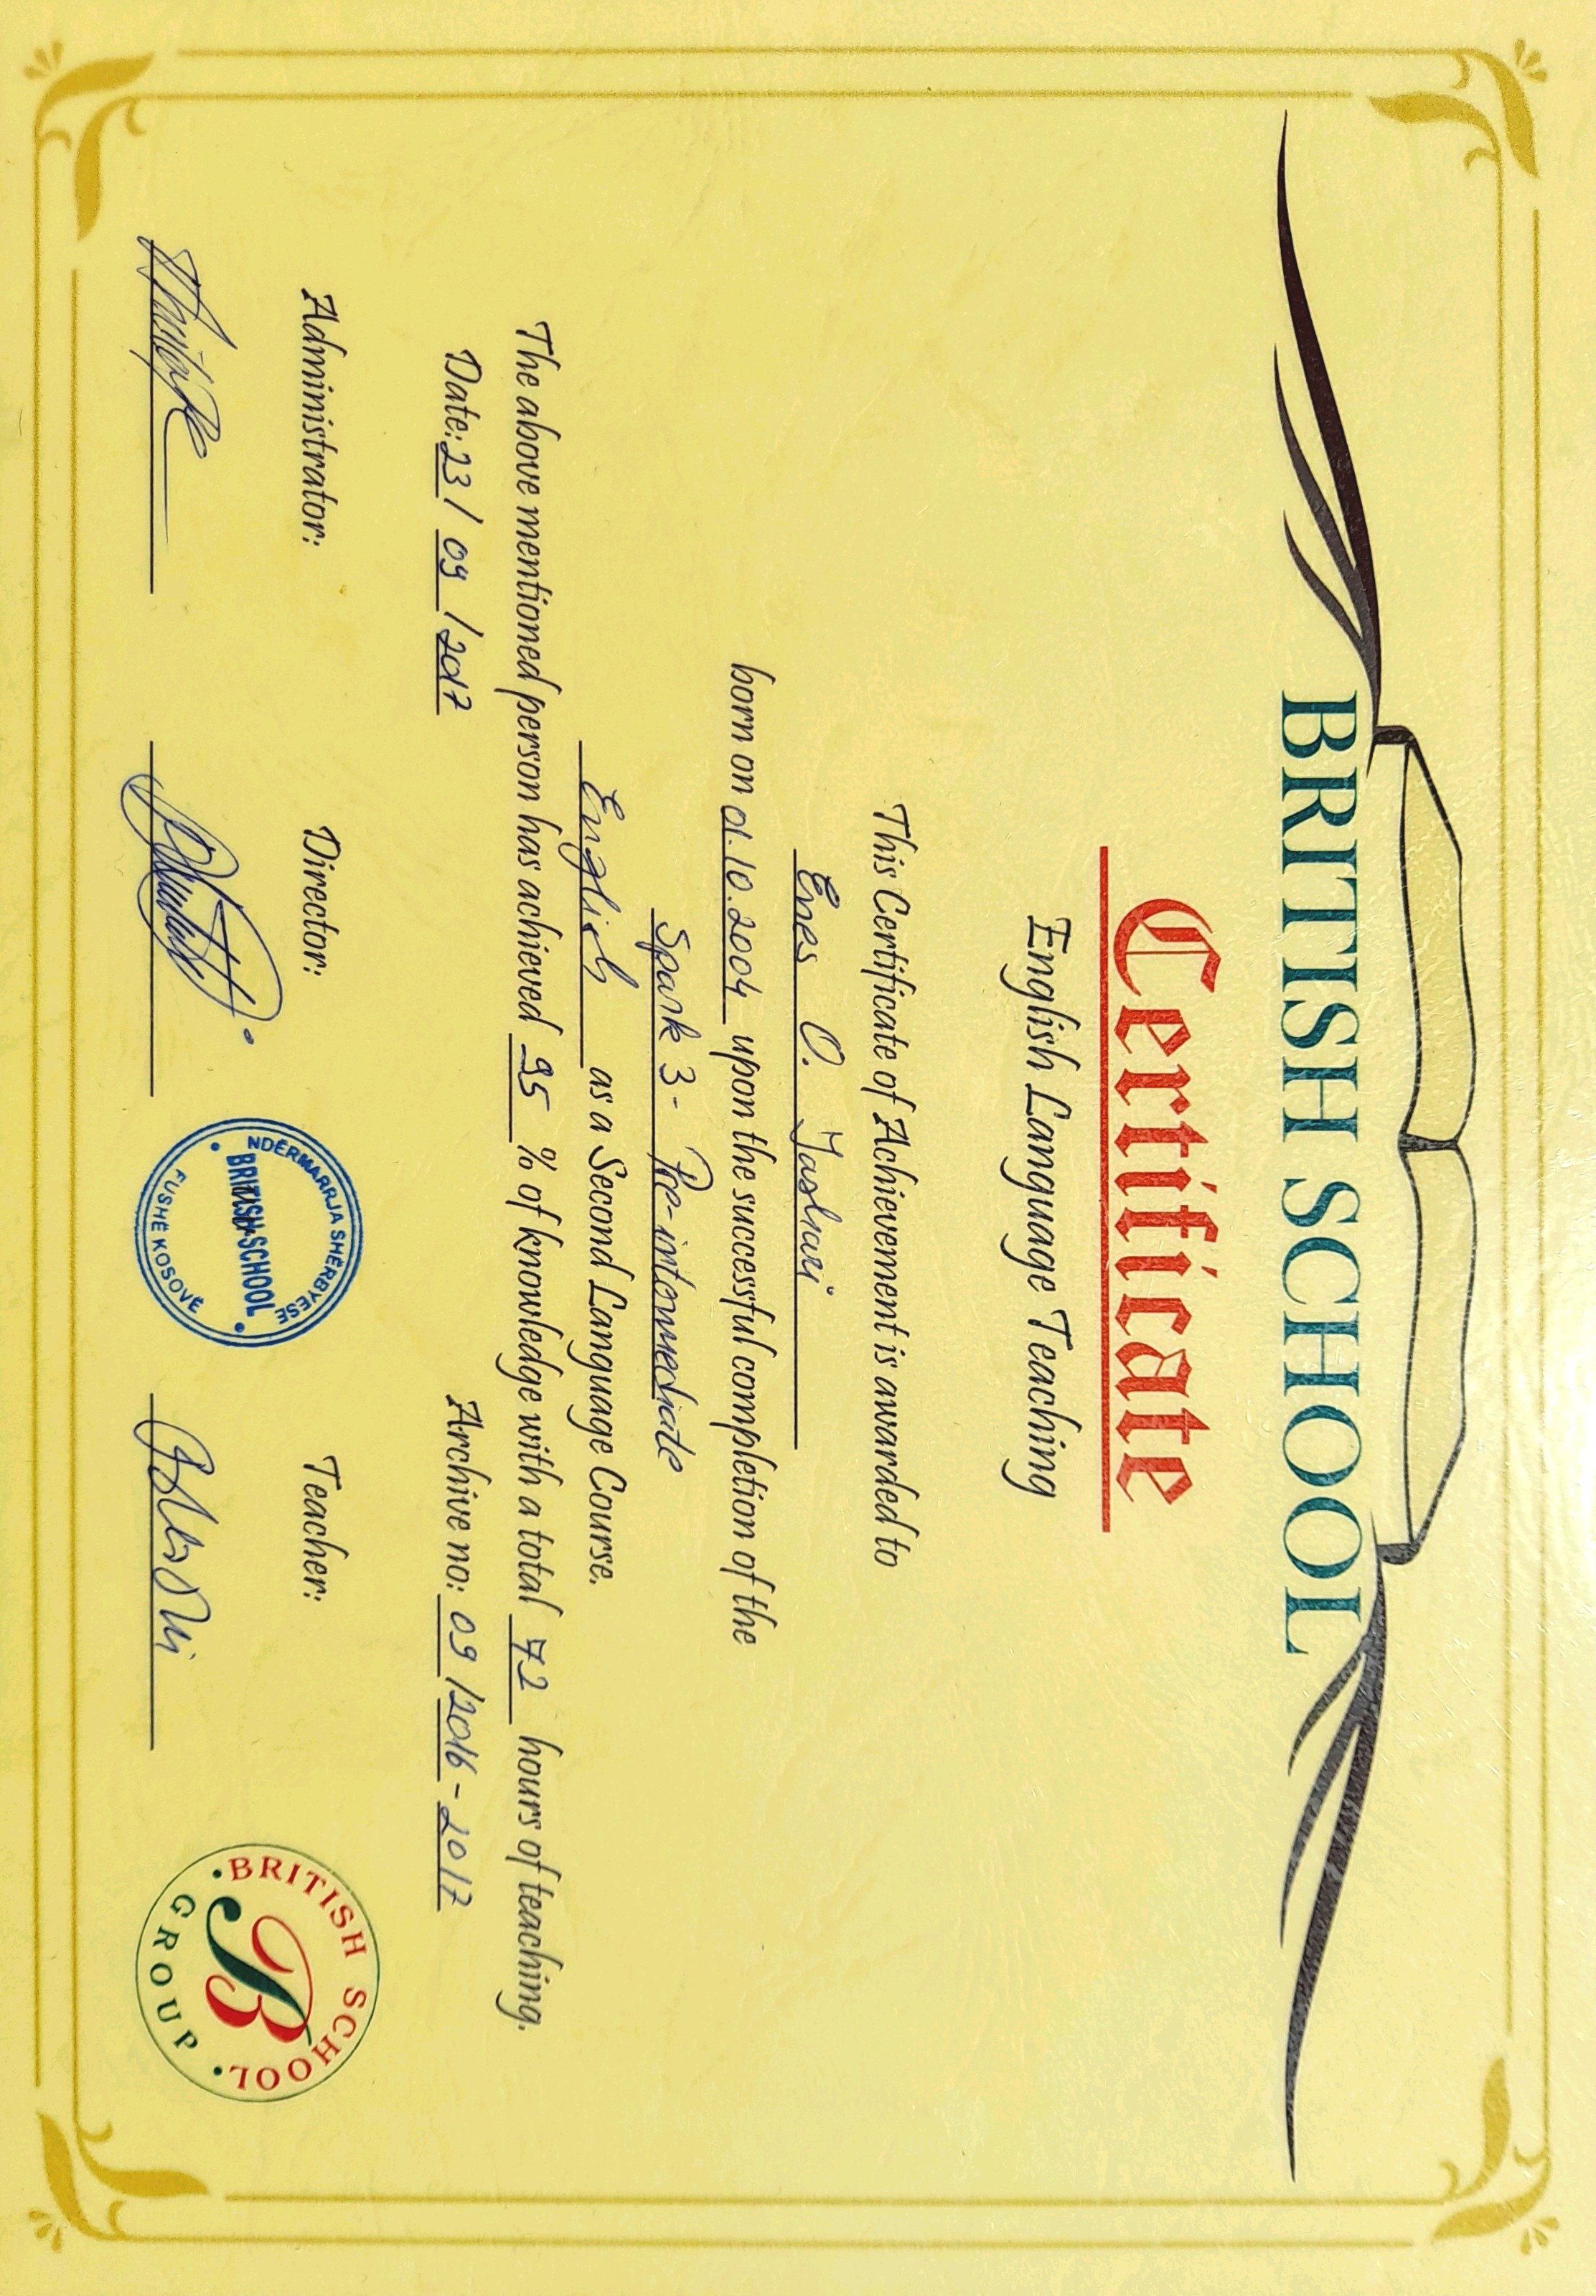 BRITISH SCHOOL
Certificate
English Language Teaching
This Certificate of Achievement is awarded to
Enes O. Jashari
born on 01.10.2004 upon the successful completion of the
Spark 3 - Pre-intermediate
English as a Second Language Course.
The above mentioned person has achieved 95 % of knowledge with a total 72 hours of teaching.
Date: 23 / 09 / 2017
Archive no: 09 /2016 - 2017
Administrator:
Director:
Teacher:
NDËRMARRJA SHËRBYESE
BRITISH-SCHOOL
FUSHË KOSOVË
BRITISH SCHOOL
B
GROUP